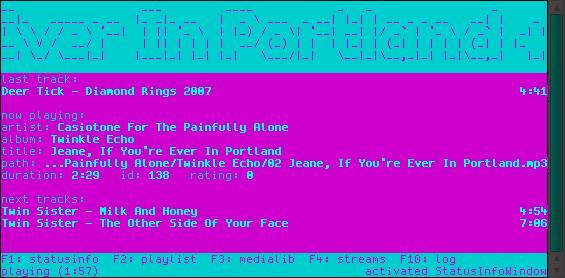 last track:
Deer Tick - Diamond Rings 2007 4:41
now playing:
artist: Casiotone For The Painfully Alone
album: Twinkle Echo
title: Jeane, If You're Ever In Portland
path: ...Painfully Alone/Twinkle Echo/02 Jeane, If You're Ever In Portland.mp3
duration: 2:29 id: 138 rating: 0
next tracks:
Twin Sister - Milk And Honey 4:54
Twin Sister - The Other Side Of Your Face 7:06
F1: statusinfo F2: playlist F3: medialib F4: streams F10: log
playing (1:57) activated StatusInfoWindow